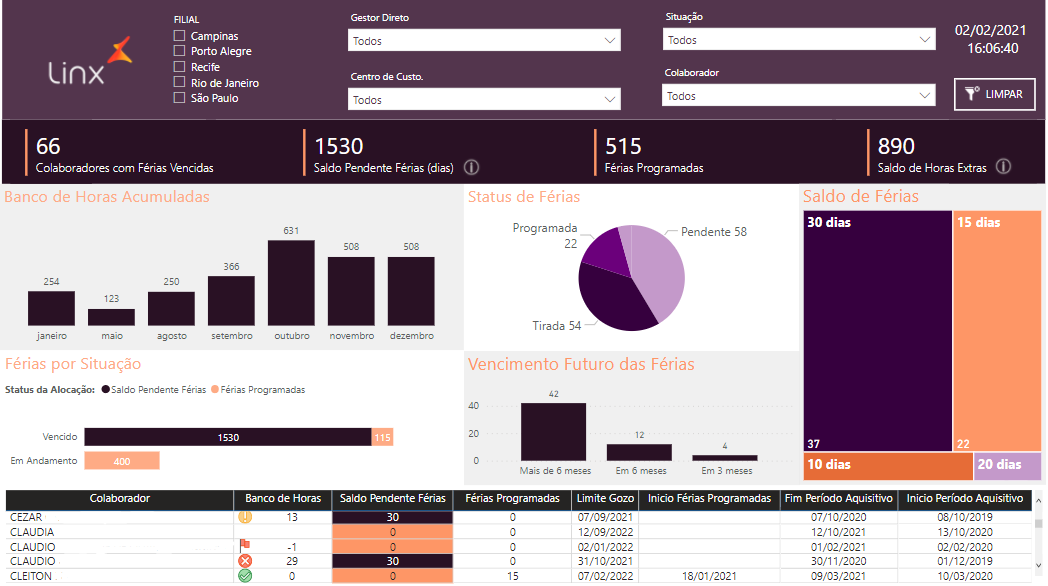 Linx
FILIAL
Campinas
Porto Alegre
Recife
Rio de Janeiro
São Paulo
Gestor Direto
Todos
Centro de Custo.
Todos
Situação
Todos
Colaborador
Todos
02/02/2021
16:06:40
LIMPAR
66
Colaboradores com Férias Vencidas
1530
Saldo Pendente Férias (dias)
515
Férias Programadas
890
Saldo de Horas Extras
Banco de Horas Acumuladas
254
123
250
366
631
508
508
janeiro
maio
agosto
setembro
outubro
novembro
dezembro
Status de Férias
Programada
22
Pendente 58
Tirada 54
Saldo de Férias
30 dias
37
15 dias
22
10 dias
20 dias
Férias por Situação
Status da Alocação: Saldo Pendente Férias Férias Programadas
Vencido 1530 115
Em Andamento 400
Vencimento Futuro das Férias
40
20
0
42
12
4
Mais de 6 meses
Em 6 meses
Em 3 meses
Colaborador Banco de Horas Saldo Pendente Férias Férias Programadas Limite Gozo Inicio Férias Programadas Fim Período Aquisitivo Inicio Período Aquisitivo
CEZAR 13 30 0 07/09/2021 07/10/2020 08/10/2019
CLAUDIA 0 0 12/09/2022 12/10/2021 13/10/2020
CLAUDIO -1 0 0 02/01/2022 01/02/2021 02/02/2020
CLAUDIO 29 30 0 31/10/2021 30/11/2020 01/12/2019
CLEITON 0 0 15 07/02/2022 18/01/2021 09/03/2021 10/03/2020